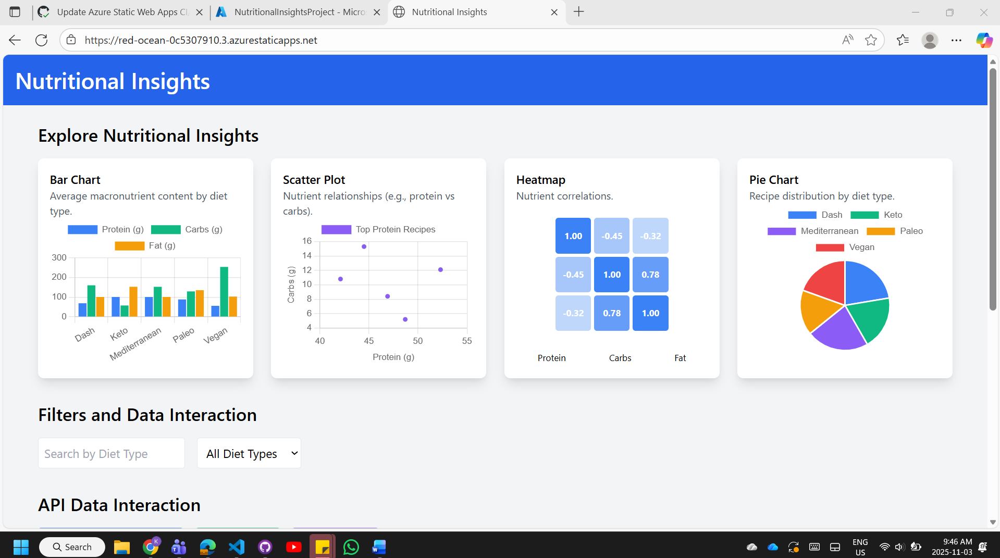 Update Azure Static Web Apps CI
NutritionalInsightsProject - Micro
Nutritional Insights
https://red-ocean-0c5307910.3.azurestaticapps.net
Nutritional Insights
Explore Nutritional Insights
Bar Chart
Average macronutrient content by diet
type.
Protein (g)
Carbs (g)
Fat (g)
300
200
100
0
Dash
Keto
Mediterranean
Paleo
Vegan
Scatter Plot
Nutrient relationships (e.g., protein vs
carbs).
Top Protein Recipes
Carbs (g)
16
14
12
10
8
6
4
40
45
50
55
Protein (g)
Heatmap
Nutrient correlations.
1.00 -0.45 -0.32
-0.45 1.00 0.78
-0.32 0.78 1.00
Protein Carbs Fat
Pie Chart
Recipe distribution by diet type.
Dash Keto
Mediterranean Paleo
Vegan
Filters and Data Interaction
Search by Diet Type
All Diet Types
API Data Interaction
Search
K
ENG
US
9:46 AM
2025-11-03